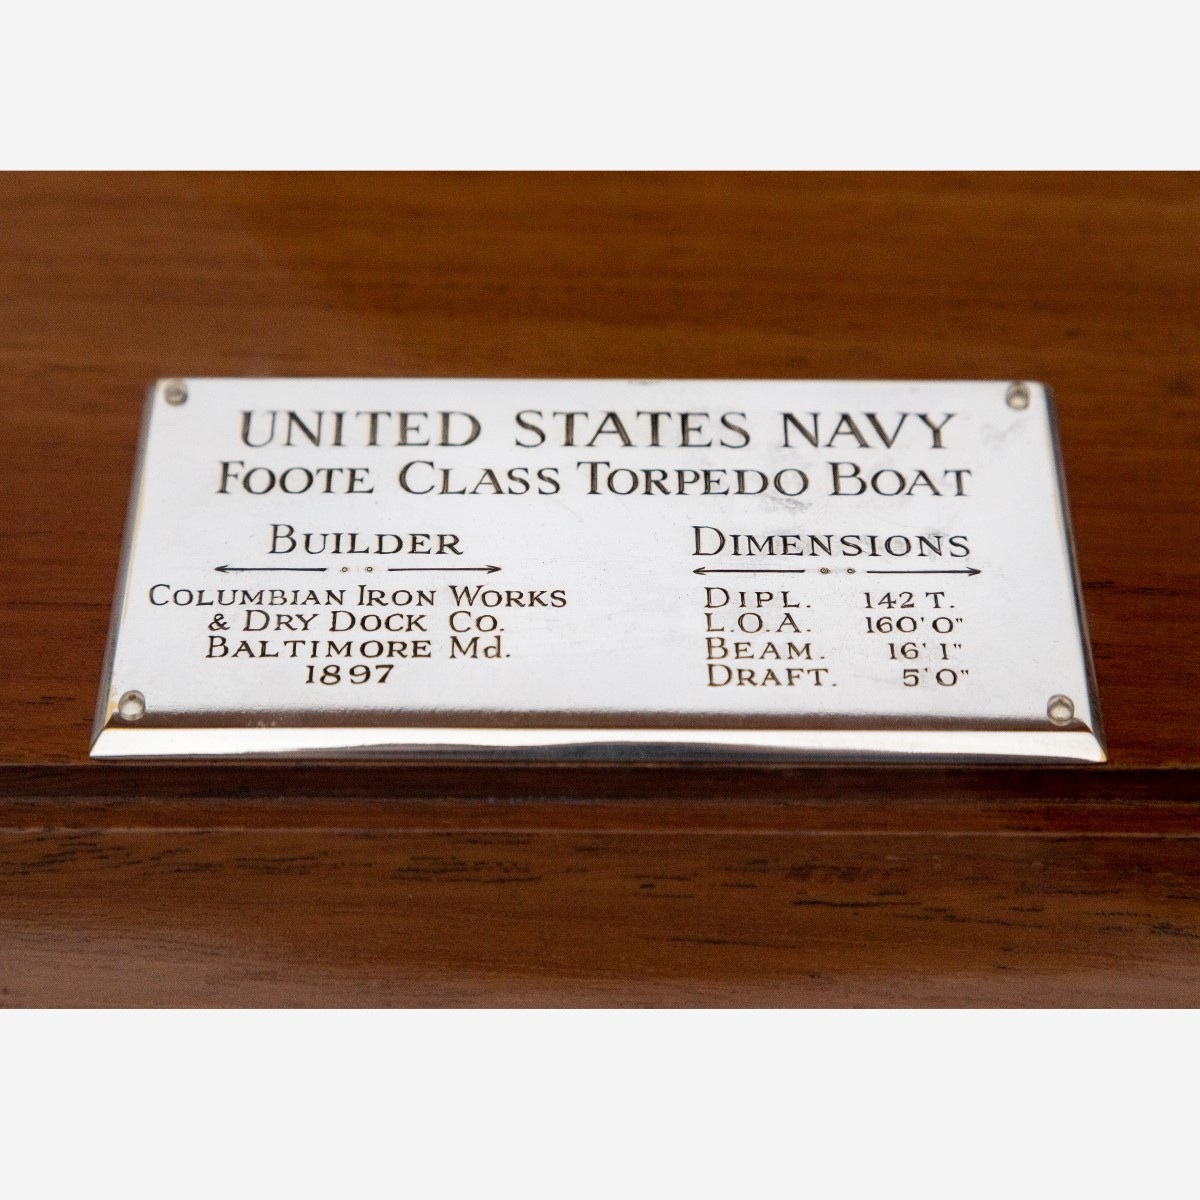 UNITED STATES NAVY
FOOTE CLASS TORPEDO BOAT
BUILDER
COLUMBIAN IRON WORKS
& DRY DOCK CO.
BALTIMORE Md.
1897
DIMENSIONS
DIPL. 142 T.
L.O.A. 160' 0"
BEAM. 16' 1"
DRAFT. 5' 0"